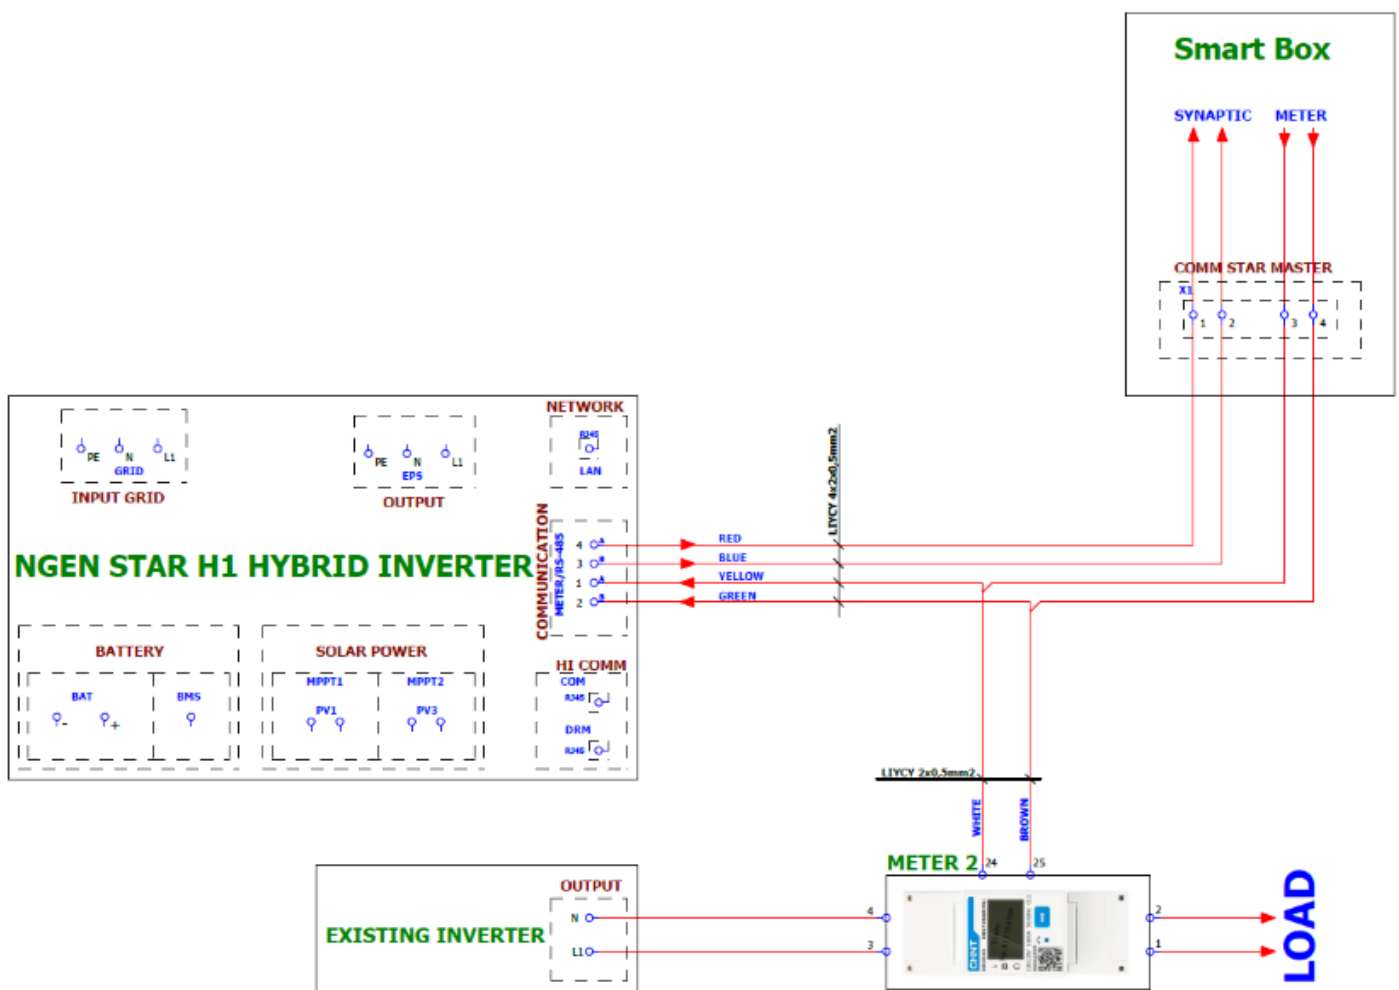 Smart Box
SYNAPTIC METER
COMM STAR MASTER
X1
1 2 3 4
NETWORK
RJ45
LAN
PE N L1
GRID
INPUT GRID
PE N L1
EPS
OUTPUT
LIYCY 4x2x0,5mm2
COMMUNICATION
METER/RS-485
4 A RED
3 B BLUE
1 A YELLOW
2 B GREEN
NGEN STAR H1 HYBRID INVERTER
BATTERY
BAT BMS
- +
SOLAR POWER
MPPT1 MPPT2
PV1 PV3
HI COMM
COM
RJ45
DRM
RJ45
LIYCY 2x0,5mm2
WHITE BROWN
METER 2 24 25
OUTPUT
N 4 2
EXISTING INVERTER
L1 3 1
CHNT
LOAD